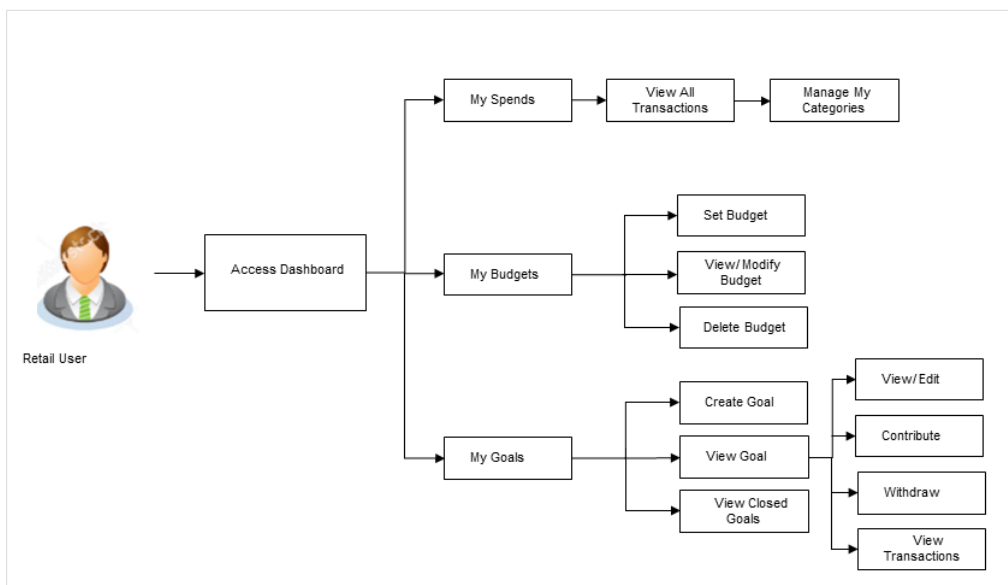 My Spends
View All
Transactions
Manage My
Categories
Set Budget
Access Dashboard
My Budgets
View/Modify
Budget
Delete Budget
Retail User
View/Edit
Create Goal
Contribute
My Goals
View Goal
Withdraw
View Closed
Goals
View
Transactions